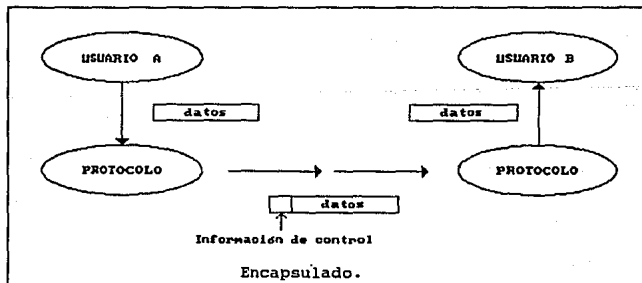 USUARIO A
USUARIO B
datos
datos
PROTOCOLO
PROTOCOLO
datos
Información de control
Encapsulado.